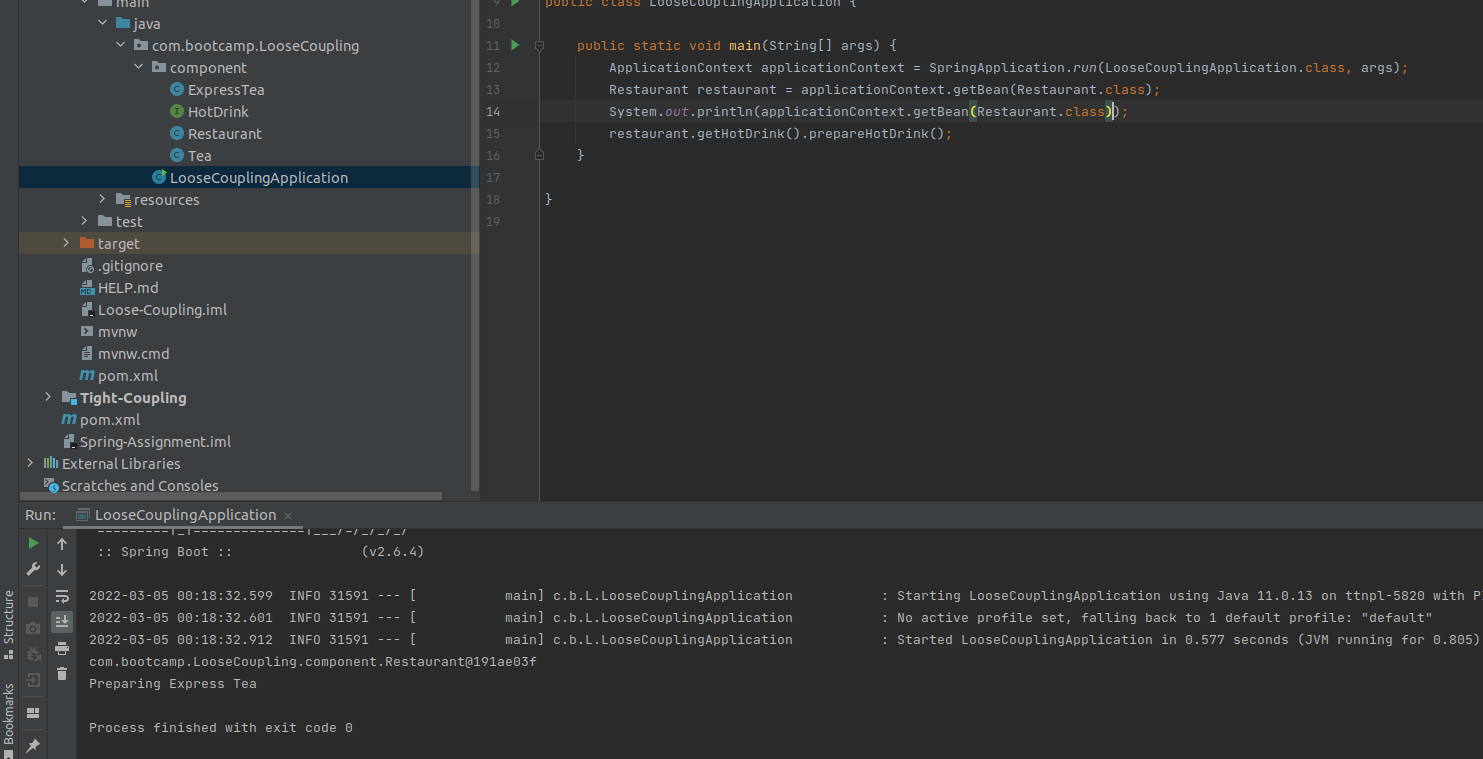 main
java
com.bootcamp.LooseCoupling
component
ExpressTea
HotDrink
Restaurant
Tea
LooseCouplingApplication
resources
test
target
.gitignore
HELP.md
Loose-Coupling.iml
mvnw
mvnw.cmd
pom.xml
Tight-Coupling
pom.xml
Spring-Assignment.iml
External Libraries
Scratches and Consoles
9 public class LooseCouplingApplication {
10
11 public static void main(String[] args) {
12 ApplicationContext applicationContext = SpringApplication.run(LooseCouplingApplication.class, args);
13 Restaurant restaurant = applicationContext.getBean(Restaurant.class);
14 System.out.println(applicationContext.getBean(Restaurant.class));
15 restaurant.getHotDrink().prepareHotDrink();
16 }
17
18 }
19
Run: LooseCouplingApplication
:: Spring Boot :: (v2.6.4)
2022-03-05 00:18:32.599 INFO 31591 --- [ main] c.b.L.LooseCouplingApplication : Starting LooseCouplingApplication using Java 11.0.13 on ttnpl-5820 with
2022-03-05 00:18:32.601 INFO 31591 --- [ main] c.b.L.LooseCouplingApplication : No active profile set, falling back to 1 default profile: "default"
2022-03-05 00:18:32.912 INFO 31591 --- [ main] c.b.L.LooseCouplingApplication : Started LooseCouplingApplication in 0.577 seconds (JVM running for 0.805)
com.bootcamp.LooseCoupling.component.Restaurant@191ae03f
Preparing Express Tea
Process finished with exit code 0
Structure
Bookmarks